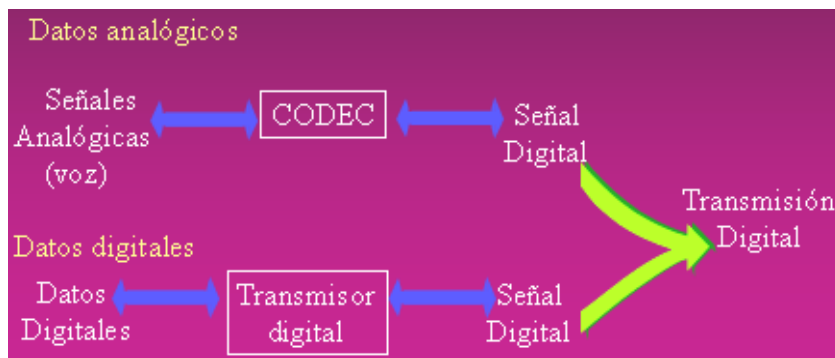 Datos analógicos
Señales
Analógicas
(voz)
CODEC
Señal
Digital
Transmisión
Digital
Datos digitales
Datos
Digitales
Transmisor
digital
Señal
Digital